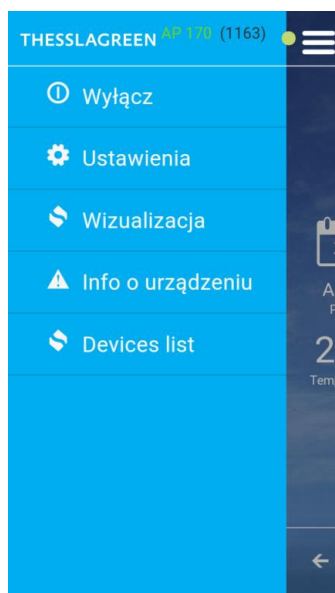 THESSLAGREEN AP 170 (1163)
Wyłącz
Ustawienia
Wizualizacja
Info o urządzeniu
Devices list